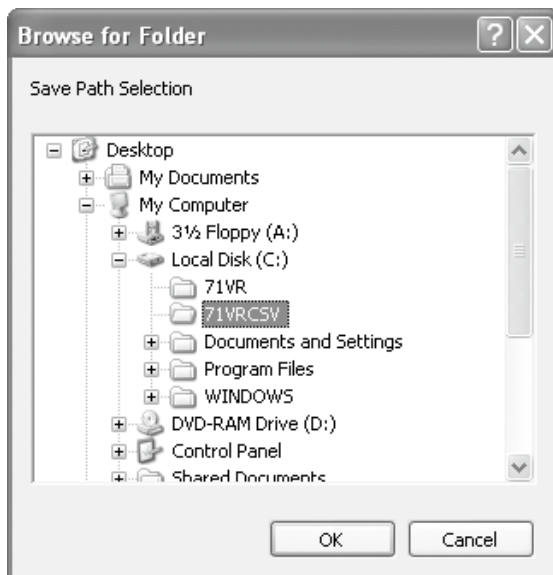 Browse for Folder
Save Path Selection
Desktop
My Documents
My Computer
3½ Floppy (A:)
Local Disk (C:)
71VR
71VRCSV
Documents and Settings
Program Files
WINDOWS
DVD-RAM Drive (D:)
Control Panel
Shared Documents
OK Cancel